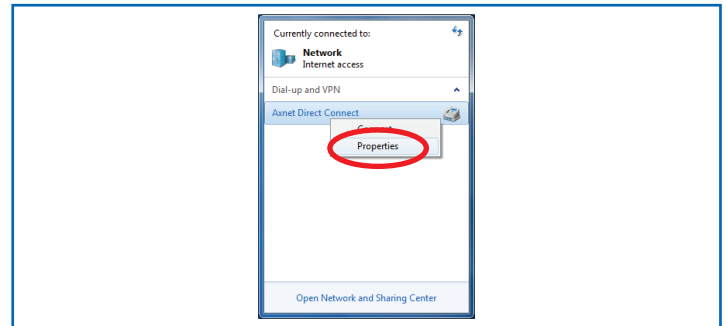 Currently connected to:
Network
Internet access
Dial-up and VPN
Axnet Direct Connect
Connect
Properties
Open Network and Sharing Center